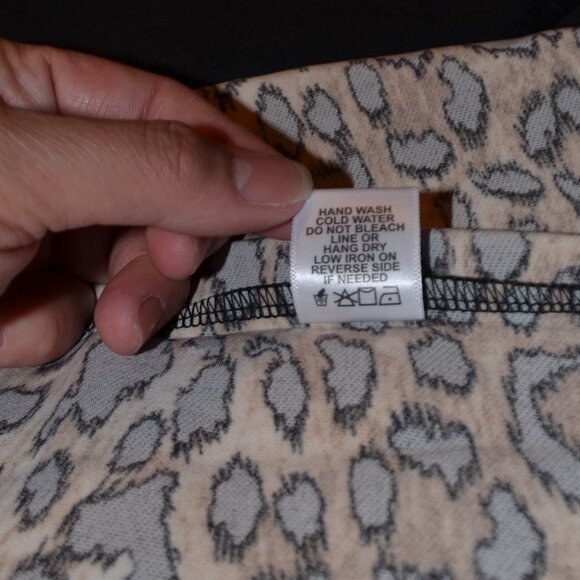 HAND WASH
COLD WATER
DO NOT BLEACH
LINE OR
HANG DRY
LOW IRON ON
REVERSE SIDE
IF NEEDED